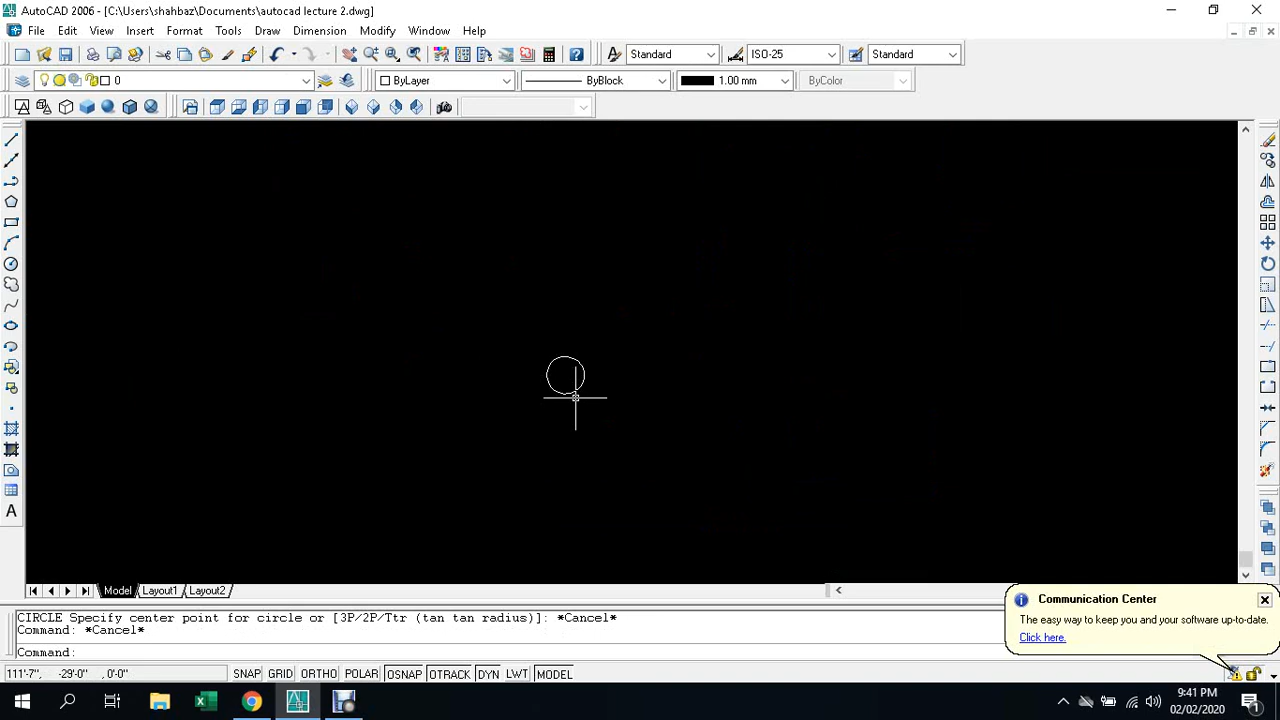 AutoCAD 2006 - [C:\Users\shahbaz\Documents\autocad lecture 2.dwg]
File Edit View Insert Format Tools Draw Dimension Modify Window Help
Standard ISO-25 Standard
0 ByLayer ByBlock 1.00 mm ByColor
A
Model Layout1 Layout2
CIRCLE Specify center point for circle or [3P/2P/Ttr (tan tan radius)]: *Cancel*
Command: *Cancel*
Command:
Communication Center
The easy way to keep you and your software up-to-date.
Click here.
111'-7", -29'-0", 0'-0" SNAP GRID ORTHO POLAR OSNAP OTRACK DYN LWT MODEL
9:41 PM
02/02/2020
1